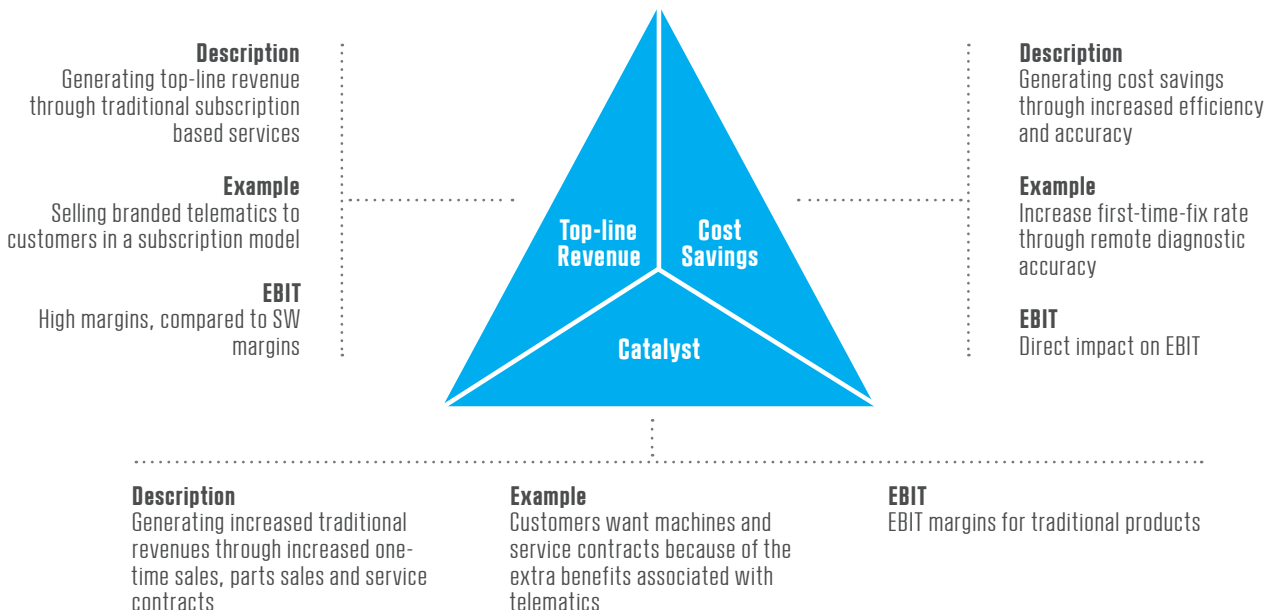 Description
Generating top-line revenue
through traditional subscription
based services
Example
Selling branded telematics to
customers in a subscription model
EBIT
High margins, compared to SW
margins
Top-line
Revenue
Cost
Savings
Catalyst
Description
Generating cost savings
through increased efficiency
and accuracy
Example
Increase first-time-fix rate
through remote diagnostic
accuracy
EBIT
Direct impact on EBIT
Description
Generating increased traditional
revenues through increased one-
time sales, parts sales and service
contracts
Example
Customers want machines and
service contracts because of the
extra benefits associated with
telematics
EBIT
EBIT margins for traditional products